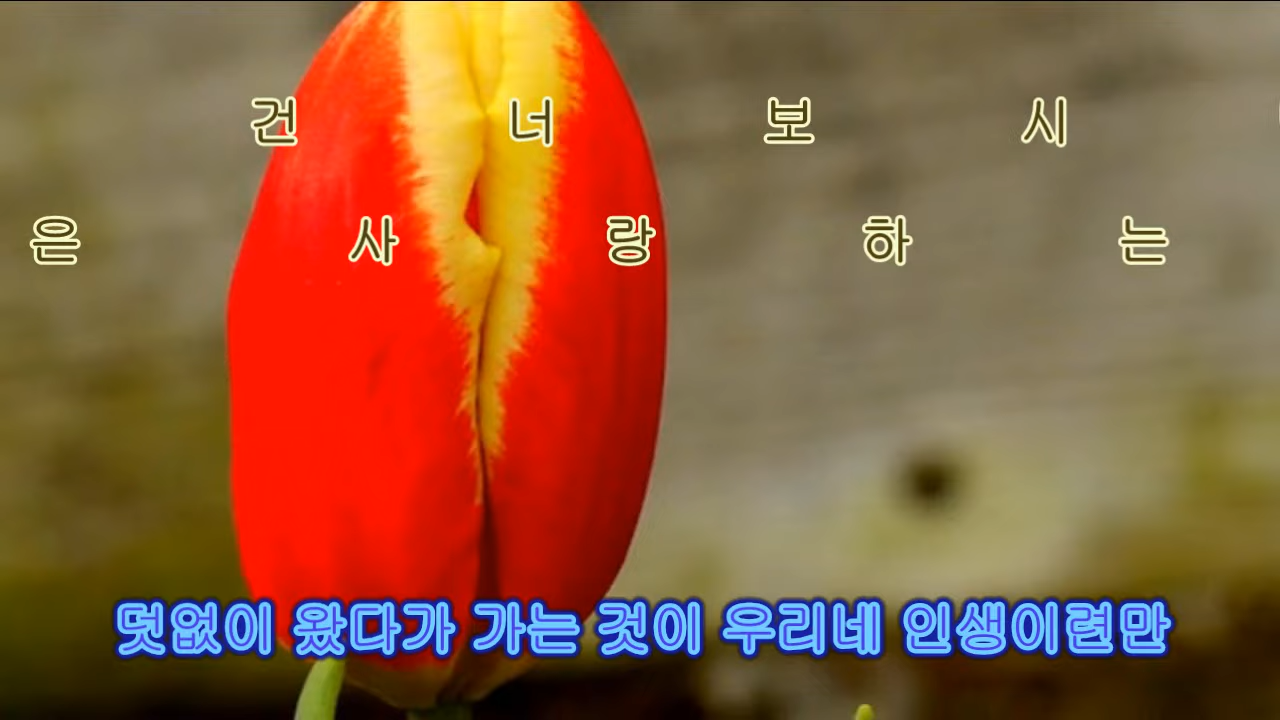 건 너 보 시
은 사 랑 하 는
덧없이 왔다가 가는 것이 우리네 인생이련만